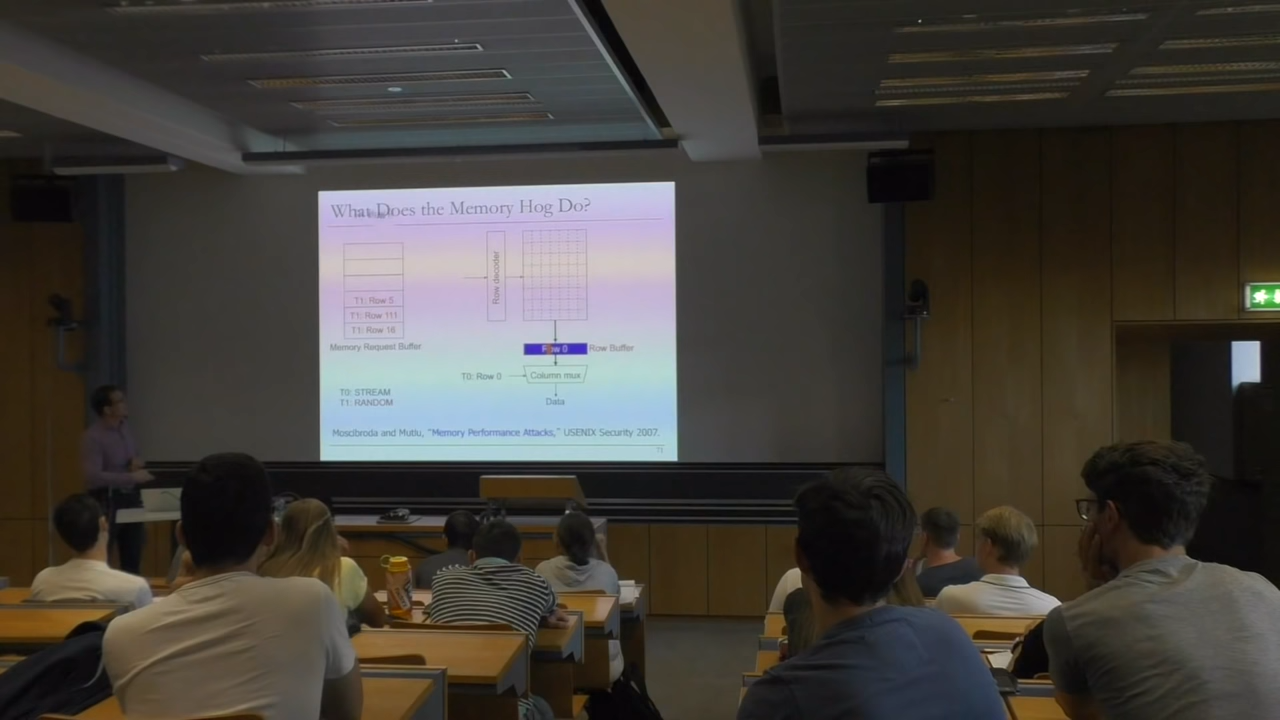 What Does the Memory Hog Do?
Row decoder
T1: Row 5
T1: Row 111
T1: Row 16
Memory Request Buffer
Row 0
Row Buffer
T0: Row 0
Column mux
Data
T0: STREAM
T1: RANDOM
Moscibroda and Mutlu, "Memory Performance Attacks," USENIX Security 2007.